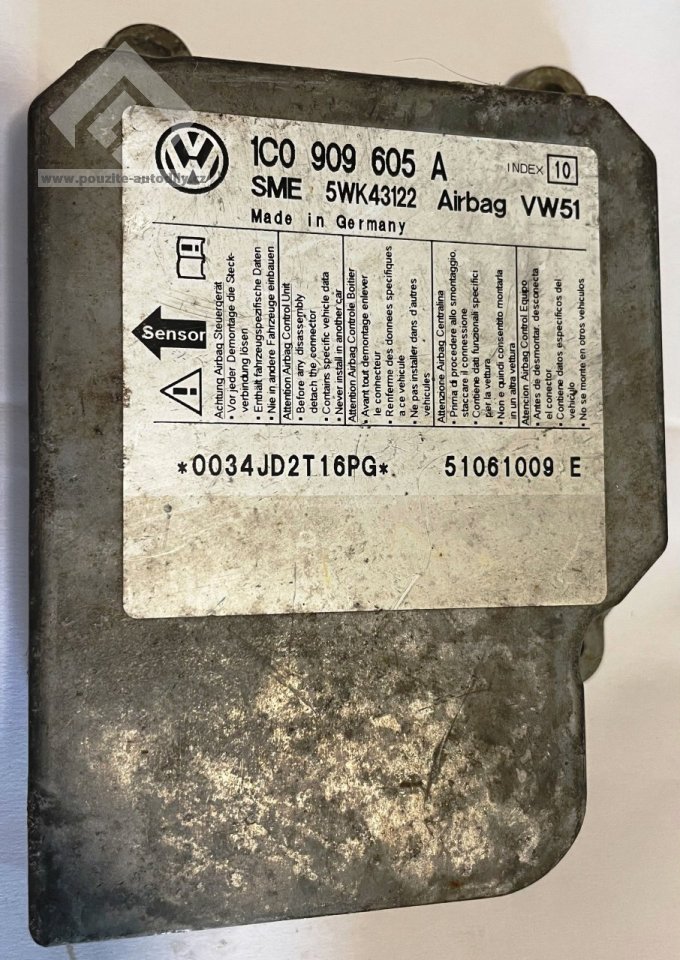 1C0 909 605 A
INDEX 10
www.pouzite-autodily.cz
SME 5WK43122 Airbag VW51
Made in Germany
Sensor
Achtung Airbag Steuergerät
• Vor jeder Demontage die Steck-
verbindung lösen
• Enthält fahrzeugspezifische Daten
• Nie in andere Fahrzeuge einbauen
Attention Airbag Control Unit
• Before any disassembly
detach the connector
• Contains specific vehicle data
• Never install in another car
Attention Airbag Controle Boitier
• Avant tout demontage enlever
le connecteur
• Renferme des donnees specifiques
a ce vehicule
• Ne pas installer dans d'autres
vehicules
Attenzione Airbag Centralina
• Prima di procedere allo smontaggio,
staccare il connessione
• Contiene dati funzionali specifici
per la vettura
• Non e quindi consentito montarla
in un altra vettura
Atencion Airbag Control Equipo
• Antes de desmontar, desconecta
el conector
• Contiene datos especificos del
vehiculo
• No se monte en otros vehiculos
*0034JD2T16PG* 51061009 E